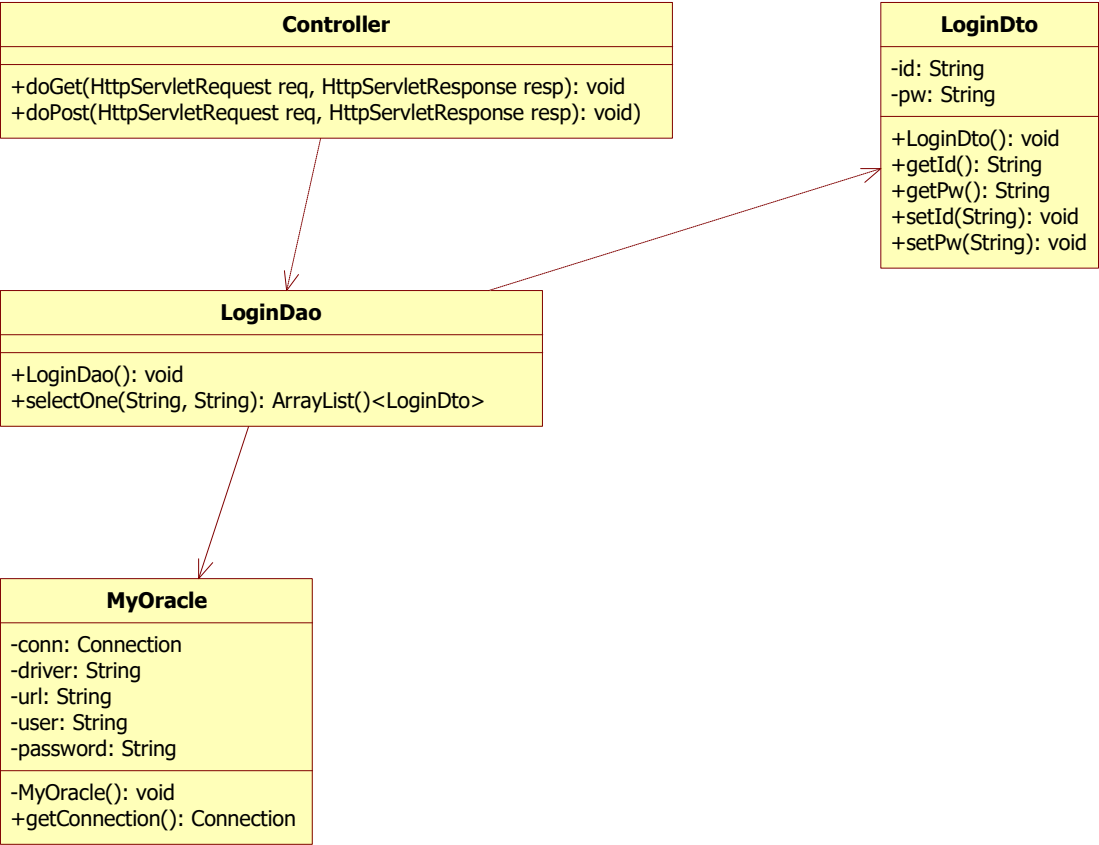 Controller
+doGet(HttpServletRequest req, HttpServletResponse resp): void
+doPost(HttpServletRequest req, HttpServletResponse resp): void)
LoginDto
-id: String
-pw: String
+LoginDto(): void
+getId(): String
+getPw(): String
+setId(String): void
+setPw(String): void
LoginDao
+LoginDao(): void
+selectOne(String, String): ArrayList()<LoginDto>
MyOracle
-conn: Connection
-driver: String
-url: String
-user: String
-password: String
-MyOracle(): void
+getConnection(): Connection